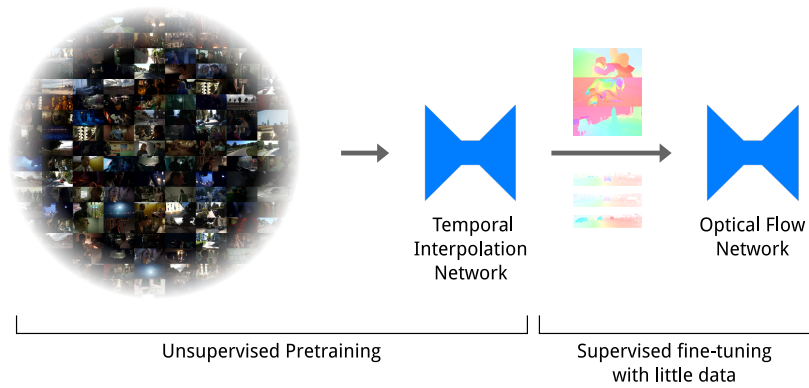 Temporal
Interpolation
Network
Optical Flow
Network
Unsupervised Pretraining
Supervised fine-tuning
with little data